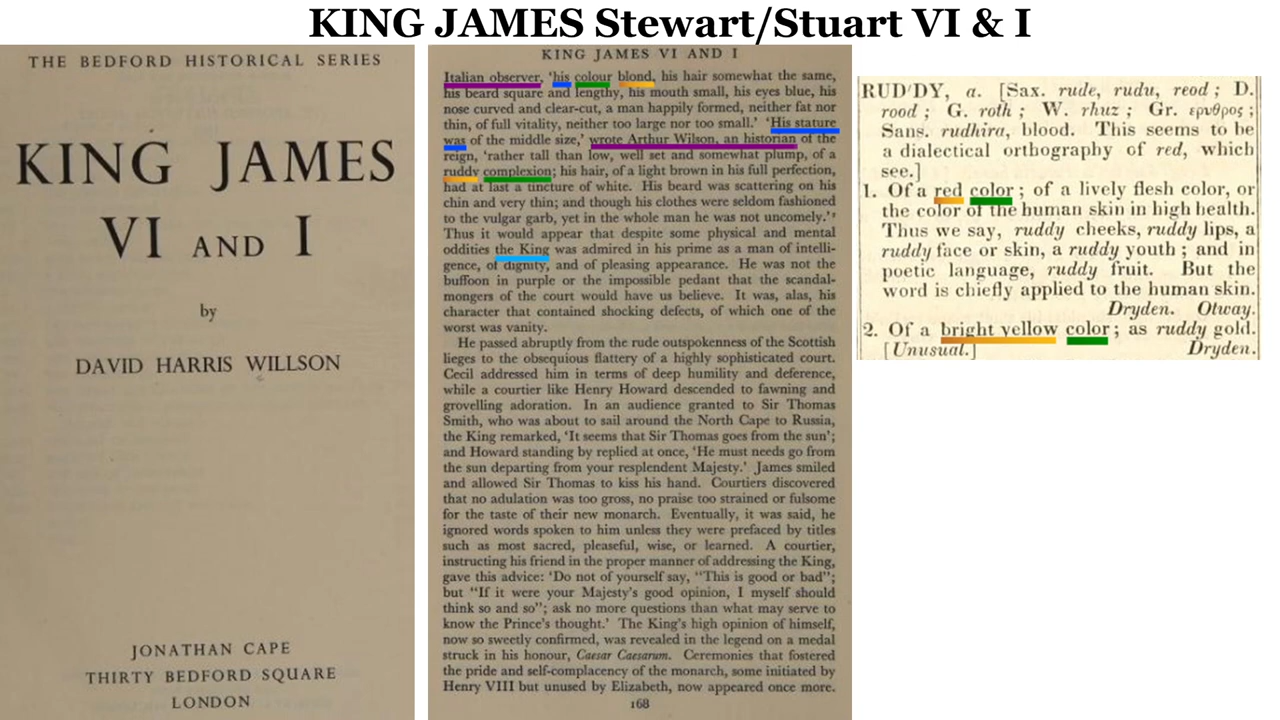 KING JAMES Stewart/Stuart VI & I
THE BEDFORD HISTORICAL SERIES
KING JAMES
VI AND I
by
DAVID HARRIS WILLSON
JONATHAN CAPE
THIRTY BEDFORD SQUARE
LONDON
KING JAMES VI AND I
Italian observer, ‘his colour blond, his hair somewhat the same,
his beard square and lengthy, his mouth small, his eyes blue, his
nose curved and clear-cut, a man happily formed, neither fat nor
thin, of full vitality, neither too large nor too small.’ ‘His stature
was of the middle size,’ wrote Arthur Wilson, an historian of the
reign, ‘rather tall than low, well set and somewhat plump, of a
ruddy complexion; his hair, of a light brown in his full perfection,
had at last a tincture of white. His beard was scattering on his
chin and very thin; and though his clothes were seldom fashioned
to the vulgar garb, yet in the whole man he was not uncomely.’³
Thus it would appear that despite some physical and mental
oddities the King was admired in his prime as a man of intelli-
gence, of dignity, and of pleasing appearance. He was not the
buffoon in purple or the impossible pedant that the scandal-
mongers of the court would have us believe. It was, alas, his
character that contained shocking defects, of which one of the
worst was vanity.
He passed abruptly from the rude outspokenness of the Scottish
lieges to the obsequious flattery of a highly sophisticated court.
Cecil addressed him in terms of deep humility and deference,
while a courtier like Henry Howard descended to fawning and
grovelling adoration. In an audience granted to Sir Thomas
Smith, who was about to sail around the North Cape to Russia,
the King remarked, ‘It seems that Sir Thomas goes from the sun’;
and Howard standing by replied at once, ‘He must needs go from
the sun departing from your resplendent Majesty.’ James smiled
and allowed Sir Thomas to kiss his hand. Courtiers discovered
that no adulation was too gross, no praise too strained or fulsome
for the taste of their new monarch. Eventually, it was said, he
ignored words spoken to him unless they were prefaced by titles
such as most sacred, pleaseful, wise, or learned. A courtier,
instructing his friend in the proper manner of addressing the King,
gave this advice: ‘Do not of yourself say, “This is good or bad”;
but “If it were your Majesty’s good opinion, I myself should
think so and so”; ask no more questions than what may serve to
know the Prince’s thought.’ The King’s high opinion of himself,
now so sweetly confirmed, was revealed in the legend on a medal
struck in his honour, Caesar Caesarum. Ceremonies that fostered
the pride and self-complacency of the monarch, some initiated by
Henry VIII but unused by Elizabeth, now appeared once more.
168
RUD'DY, a. [Sax. rude, rudu, reod; D.
rood; G. roth; W. rhuz; Gr. ερυθρος;
Sans. rudhira, blood. This seems to be
a dialectical orthography of red, which
see.]
1. Of a red color; of a lively flesh color, or
the color of the human skin in high health.
Thus we say, ruddy cheeks, ruddy lips, a
ruddy face or skin, a ruddy youth; and in
poetic language, ruddy fruit. But the
word is chiefly applied to the human skin.
Dryden. Otway.
2. Of a bright yellow color; as ruddy gold.
[Unusual.] Dryden.